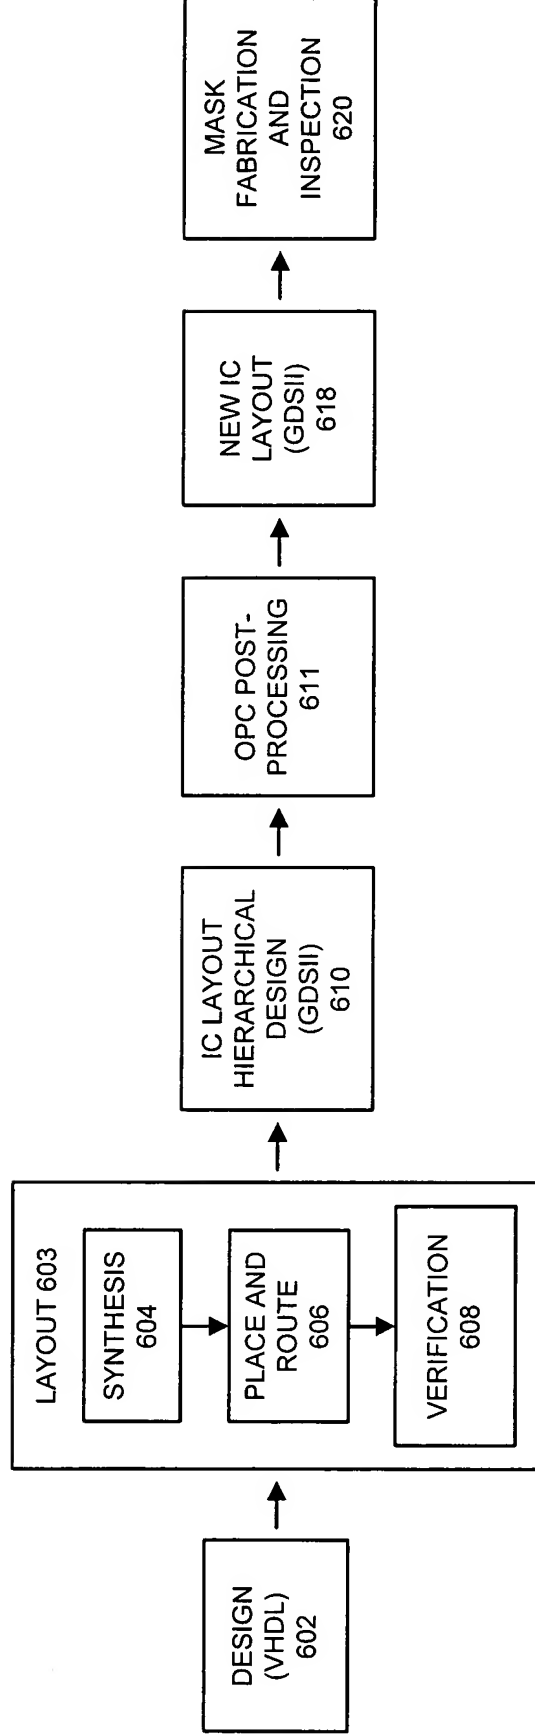 DESIGN
(VHDL)
602
LAYOUT 603
SYNTHESIS
604
PLACE AND
ROUTE
606
VERIFICATION
608
IC LAYOUT
HIERARCHICAL
DESIGN
(GDSII)
610
OPC POST-
PROCESSING
611
NEW IC
LAYOUT
(GDSII)
618
MASK
FABRICATION
AND
INSPECTION
620